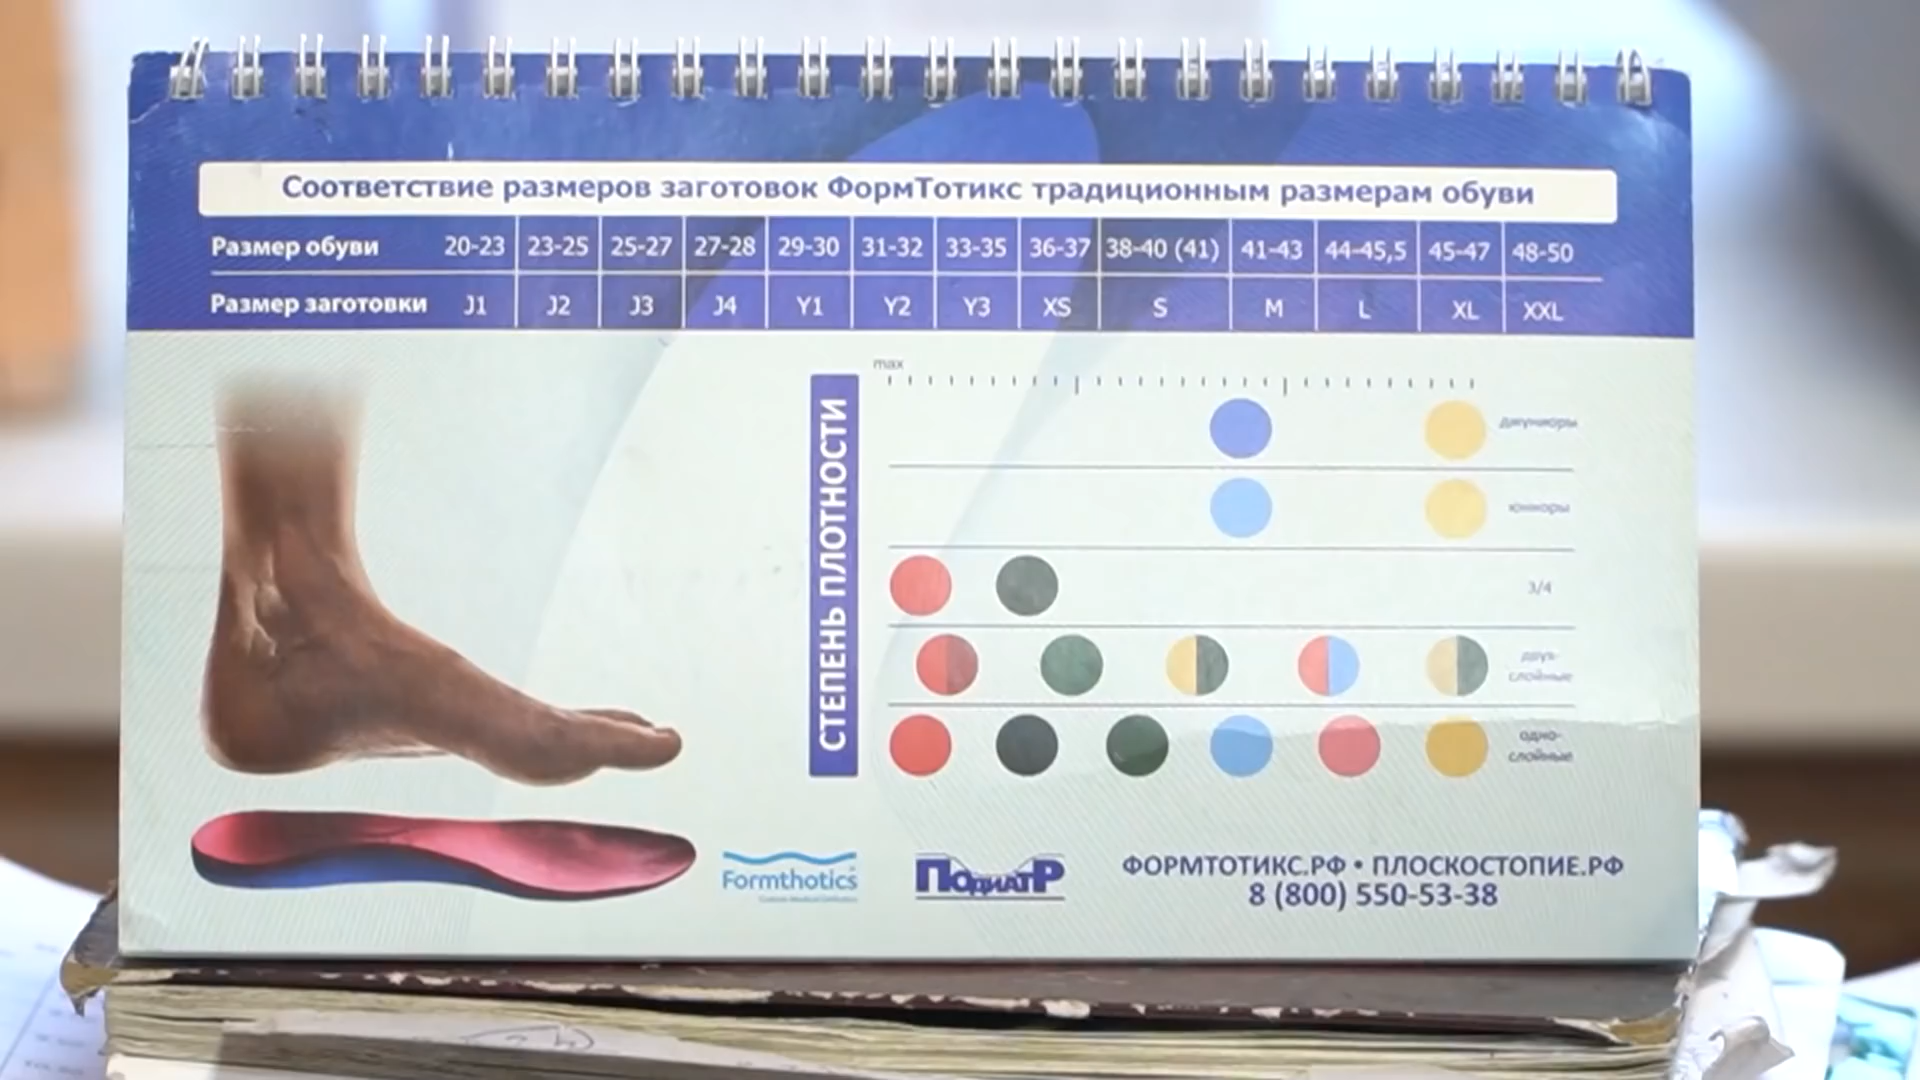 Соответствие размеров заготовок ФормТотикс традиционным размерам обуви
Размер обуви 20-23 23-25 25-27 27-28 29-30 31-32 33-35 36-37 38-40 (41) 41-43 44-45,5 45-47 48-50
Размер заготовки J1 J2 J3 J4 Y1 Y2 Y3 XS S M L XL XXL
max
СТЕПЕНЬ ПЛОТНОСТИ
джуниоры
юниоры
3/4
двух-
слойные
одно-
слойные
Formthotics
ПОДИАТР
ФОРМТОТИКС.РФ • ПЛОСКОСТОПИЕ.РФ
8 (800) 550-53-38